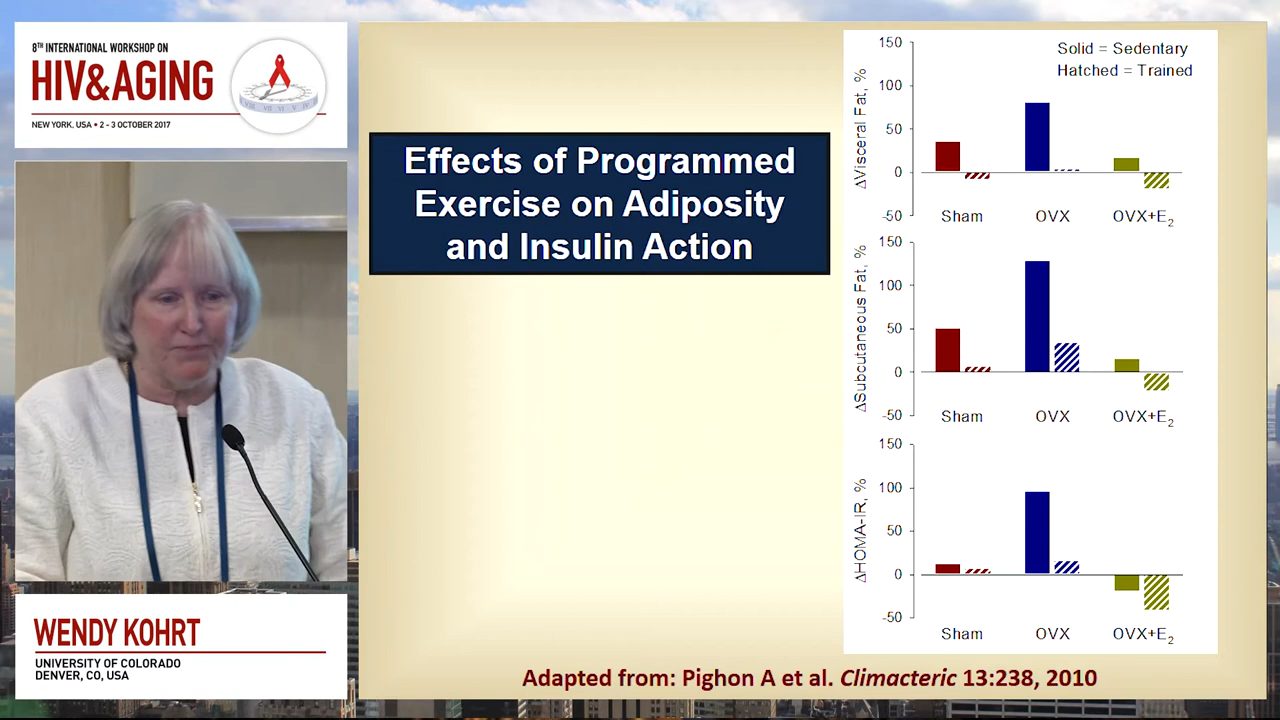 8TH INTERNATIONAL WORKSHOP ON
HIV&AGING
NEW YORK, USA • 2 - 3 OCTOBER 2017
WENDY KOHRT
UNIVERSITY OF COLORADO
DENVER, CO, USA
Effects of Programmed
Exercise on Adiposity
and Insulin Action
Solid = Sedentary
Hatched = Trained
ΔVisceral Fat, %
150
100
50
0
-50
Sham OVX OVX+E2
ΔSubcutaneous Fat, %
150
100
50
0
-50
Sham OVX OVX+E2
ΔHOMA-IR, %
150
100
50
0
-50
Sham OVX OVX+E2
Adapted from: Pighon A et al. Climacteric 13:238, 2010